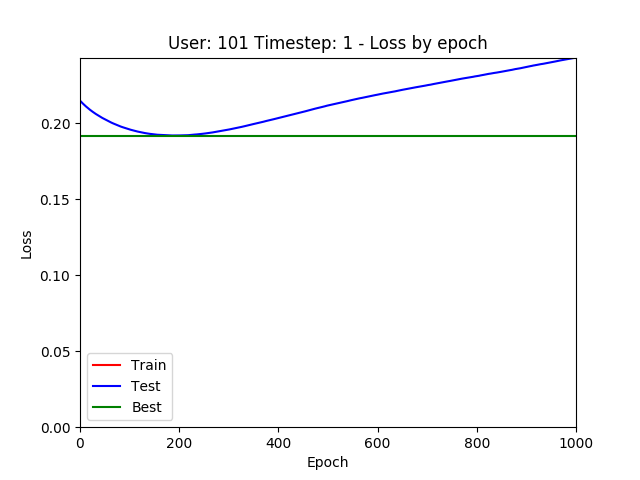 User: 101 Timestep: 1 - Loss by epoch
0.20
0.15
0.10
0.05
0.00
Loss
Train
Test
Best
0 200 400 600 800 1000
Epoch